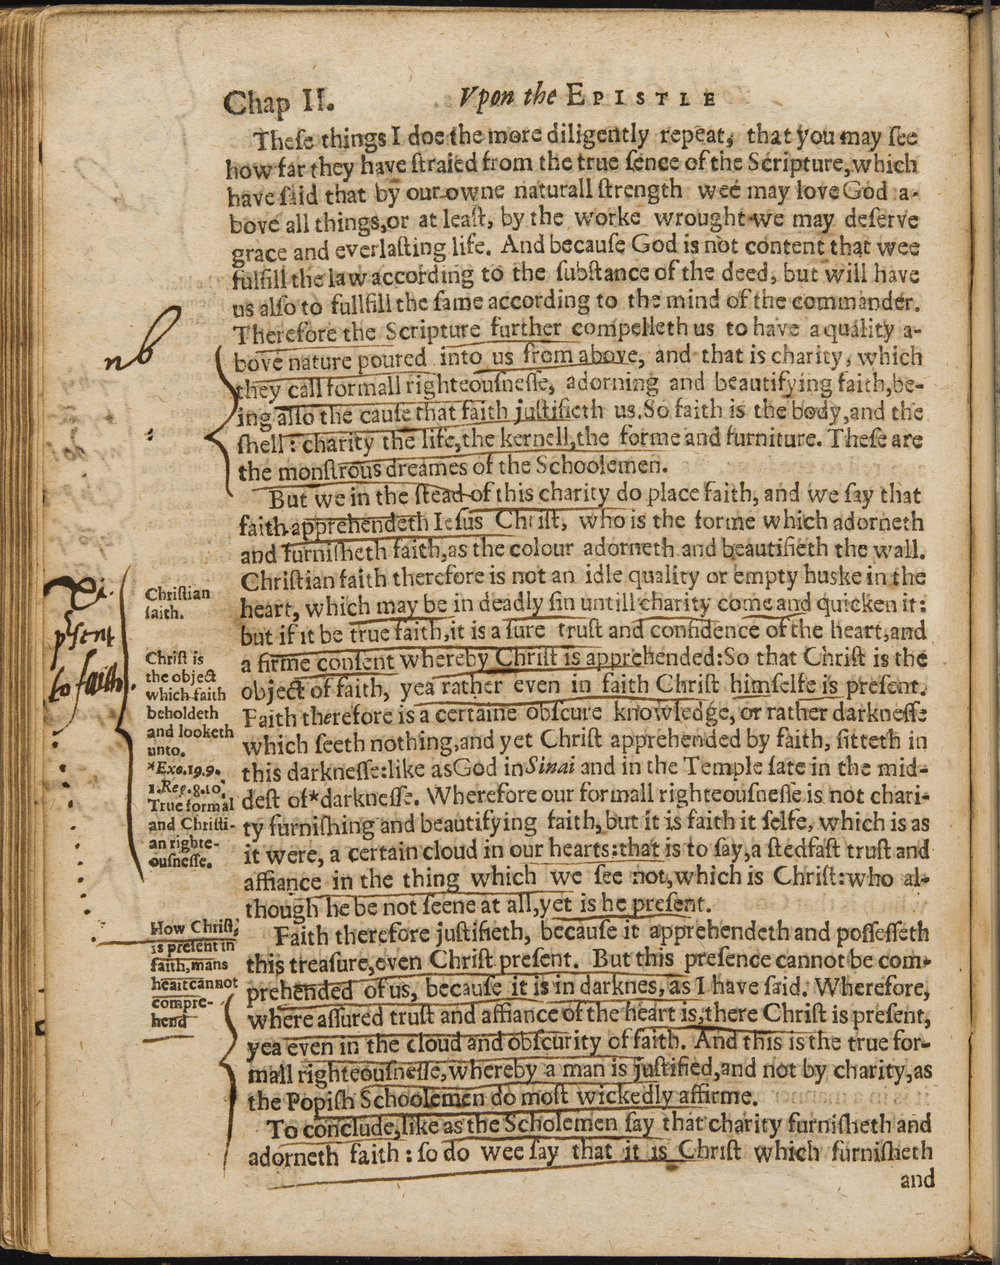 Chap II. Vpon the EPISTLE
Theſe things I doe the more diligently repeat, that you may ſee
how far they have ſtraied from the true ſence of the Scripture, which
have ſaid that by our owne naturall ſtrength wee may love God a-
bove all things, or at leaſt, by the worke wrought we may deſerve
grace and everlaſting life. And becauſe God is not content that wee
fulfill the law according to the ſubſtance of the deed, but will have
us alſo to fullfill the ſame according to the mind of the commander.
Therefore the Scripture further compelleth us to have a quality a-
bove nature poured into us from above, and that is charity, which
they call formall righteouſneſſe, adorning and beautifying faith, be-
ing alſo the cauſe that faith juſtifieth us. So faith is the body, and the
ſhell: charity the life, the kernell, the forme and furniture. Theſe are
the monſtrous dreames of the Schoolemen.
But we in the ſtead of this charity do place faith, and we ſay that
faith apprehendeth Ieſus Chriſt, who is the forme which adorneth
and furniſheth faith, as the colour adorneth and beautifieth the wall.
Chriſtian faith therefore is not an idle quality or empty huske in the
heart, which may be in deadly ſin untill charity come and quicken it:
but if it be true faith, it is a ſure truſt and confidence of the heart, and
a firme conſent whereby Chriſt is apprehended: So that Chriſt is the
object of faith, yea rather even in faith Chriſt himſelfe is preſent.
Faith therefore is a certaine obſcure knowledge, or rather darkneſſe
which ſeeth nothing, and yet Chriſt apprehended by faith, ſitteth in
this darkneſſe: like as God in Sinai and in the Temple ſate in the mid-
deſt of *darkneſſe. Wherefore our formall righteouſneſſe is not chari-
ty furniſhing and beautifying faith, but it is faith it ſelfe, which is as
it were, a certain cloud in our hearts: that is to ſay, a ſtedfaſt truſt and
affiance in the thing which we ſee not, which is Chriſt: who al-
though he be not ſeene at all, yet is he preſent.
Faith therefore juſtifieth, becauſe it apprehendeth and poſſeſſeth
this treaſure, even Chriſt preſent. But this preſence cannot be com-
prehended of us, becauſe it is in darknes, as I have ſaid. Wherefore,
where aſſured truſt and affiance of the heart is, there Chriſt is preſent,
yea even in the cloud and obſcurity of faith. And this is the true for-
mall righteouſneſſe, whereby a man is juſtified, and not by charity, as
the Popiſh Schoolemen do moſt wickedly affirme.
To conclude, like as the Scholemen ſay that charity furniſheth and
adorneth faith: ſo do wee ſay that it is Chriſt which furniſheth
and
nb
Xi.
pſent
to faith.
Chriſtian
faith.
Chriſt is
the object
which faith
beholdeth
and looketh
unto.
*Exo.19.9.
1.Reg.8.10.
True formal
and Chriſti-
an righte-
ouſneſſe.
How Chriſt
is preſent in
faith, mans
heart cannot
compre-
hend